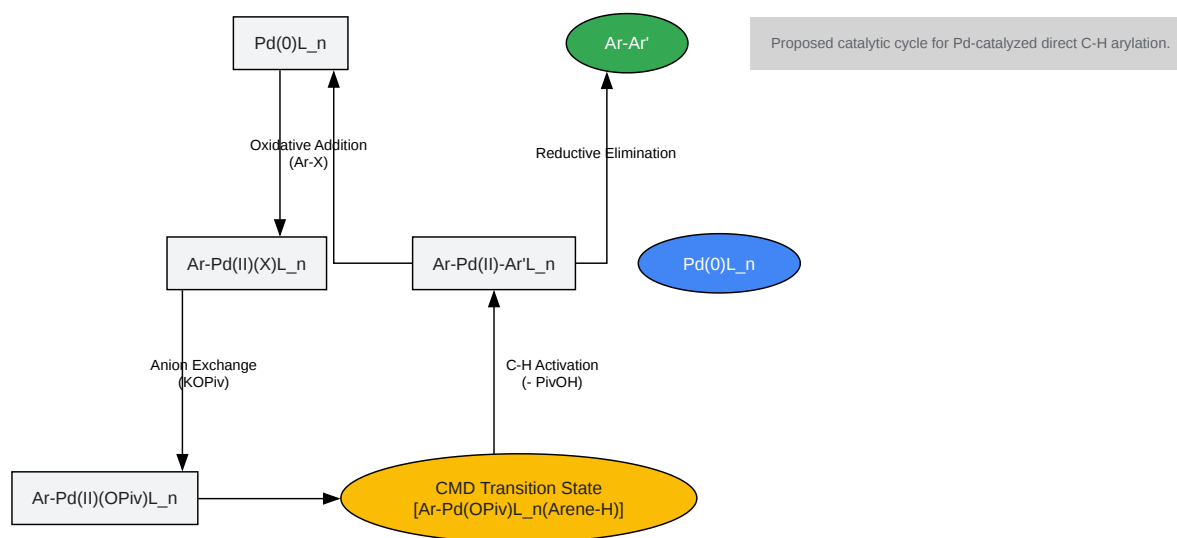 Pd(0)L_n
Ar-Ar'
Proposed catalytic cycle for Pd-catalyzed direct C-H arylation.
Oxidative Addition
(Ar-X)
Reductive Elimination
Ar-Pd(II)(X)L_n
Ar-Pd(II)-Ar'L_n
Pd(0)L_n
Anion Exchange
(KOPiv)
C-H Activation
(- PivOH)
Ar-Pd(II)(OPiv)L_n
CMD Transition State
[Ar-Pd(OPiv)L_n(Arene-H)]